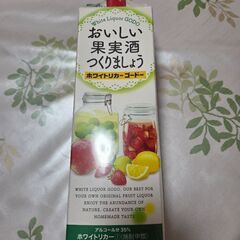 White Liquor GODO
おいしい
果実酒
つくりましょう
ホワイトリカーゴードー
WHITE LIQUOR GODO. OUR BEST FOR
YOUR OWN ORIGINAL FRUIT LIQUOR.
ENJOY THE ABUNDANCE
OF NATURE. CREATE YOUR OWN
HOMEMADE TASTE.
アルコール分35%
ホワイトリカー